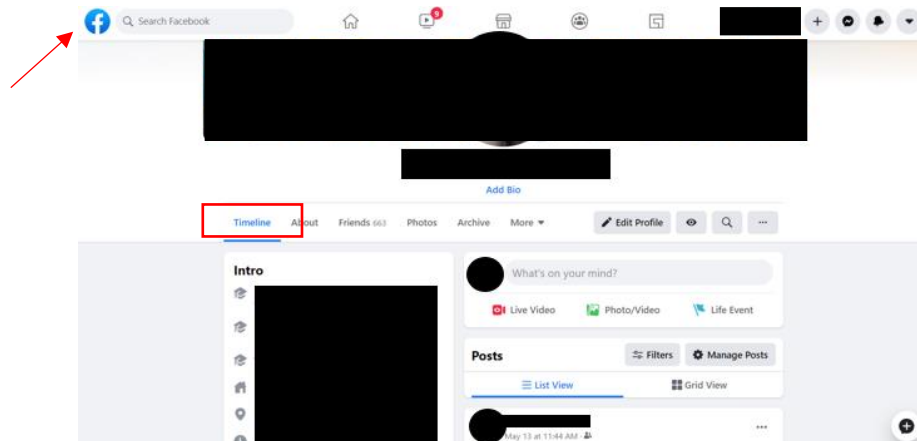 Search Facebook
9
Add Bio
Timeline About Friends 663 Photos Archive More Edit Profile
Intro
What's on your mind?
Live Video Photo/Video Life Event
Posts Filters Manage Posts
List View Grid View
May 13 at 11:44 AM ·